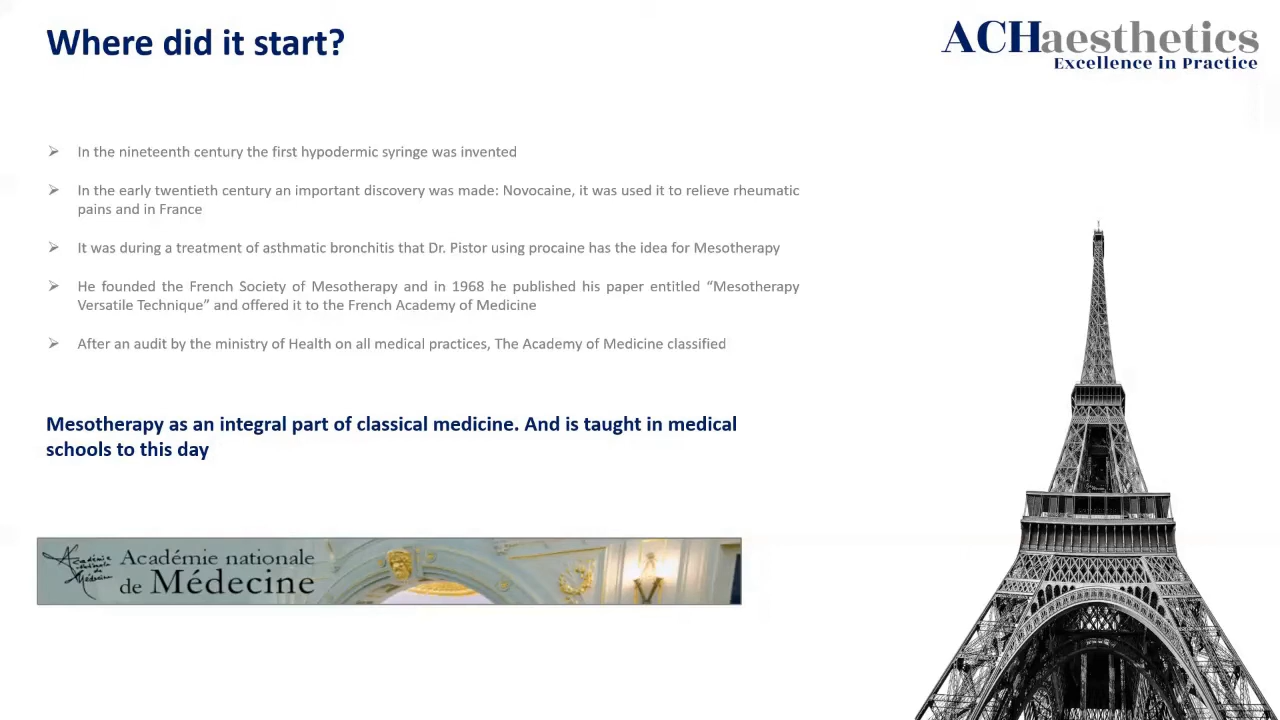 Where did it start?
ACHaesthetics
Excellence in Practice
In the nineteenth century the first hypodermic syringe was invented
In the early twentieth century an important discovery was made: Novocaine, it was used it to relieve rheumatic
pains and in France
It was during a treatment of asthmatic bronchitis that Dr. Pistor using procaine has the idea for Mesotherapy
He founded the French Society of Mesotherapy and in 1968 he published his paper entitled “Mesotherapy
Versatile Technique” and offered it to the French Academy of Medicine
After an audit by the ministry of Health on all medical practices, The Academy of Medicine classified
Mesotherapy as an integral part of classical medicine. And is taught in medical
schools to this day
Académie
nationale
de
Médecine
Académie nationale
de Médecine